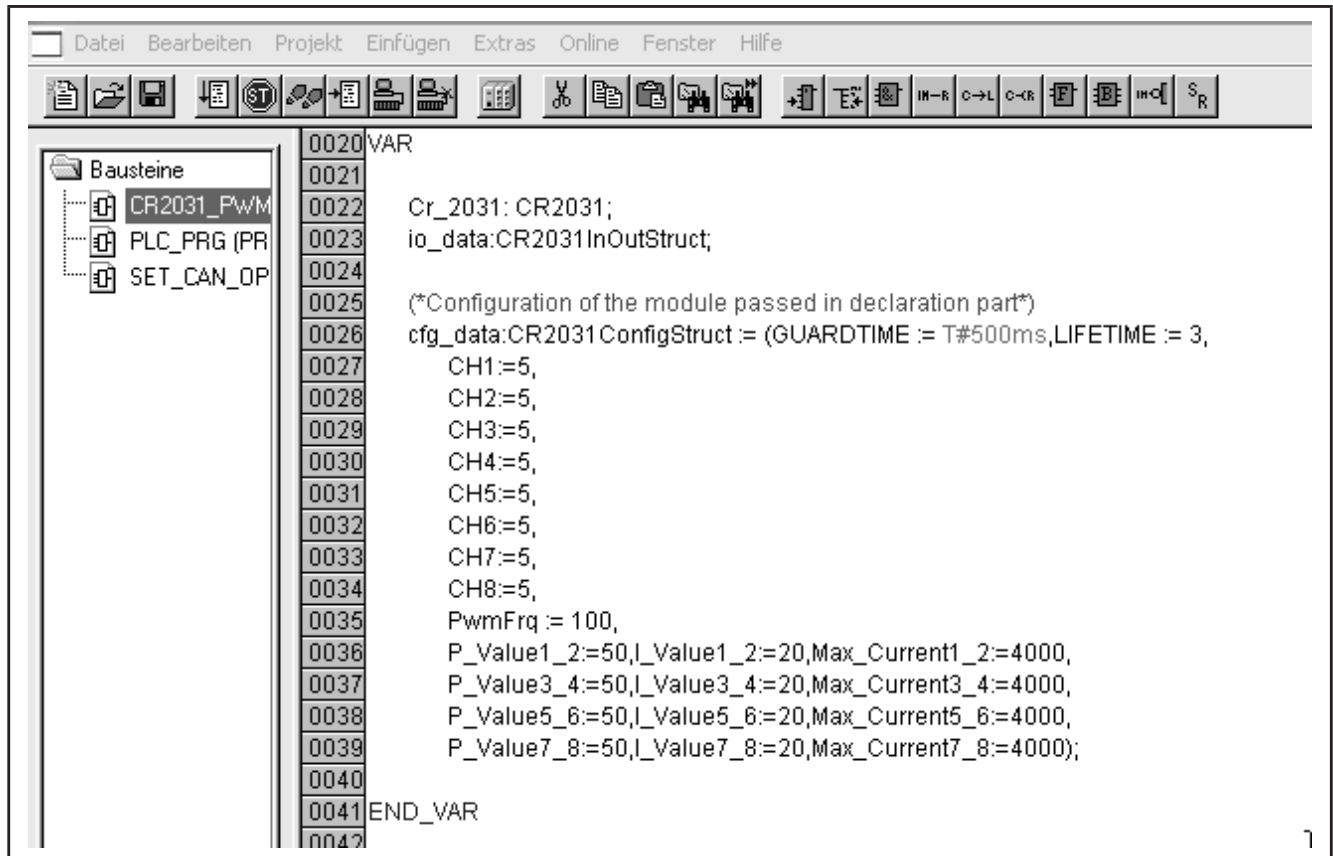 Datei Bearbeiten Projekt Einfügen Extras Online Fenster Hilfe
Bausteine
CR2031_PWM
PLC_PRG (PR
SET_CAN_OP
0020 VAR
0021
0022 Cr_2031: CR2031;
0023 io_data:CR2031InOutStruct;
0024
0025 (*Configuration of the module passed in declaration part*)
0026 cfg_data:CR2031ConfigStruct := (GUARDTIME := T#500ms,LIFETIME := 3,
0027 CH1:=5,
0028 CH2:=5,
0029 CH3:=5,
0030 CH4:=5,
0031 CH5:=5,
0032 CH6:=5,
0033 CH7:=5,
0034 CH8:=5,
0035 PwmFrq := 100,
0036 P_Value1_2:=50,I_Value1_2:=20,Max_Current1_2:=4000,
0037 P_Value3_4:=50,I_Value3_4:=20,Max_Current3_4:=4000,
0038 P_Value5_6:=50,I_Value5_6:=20,Max_Current5_6:=4000,
0039 P_Value7_8:=50,I_Value7_8:=20,Max_Current7_8:=4000);
0040
0041 END_VAR
0042